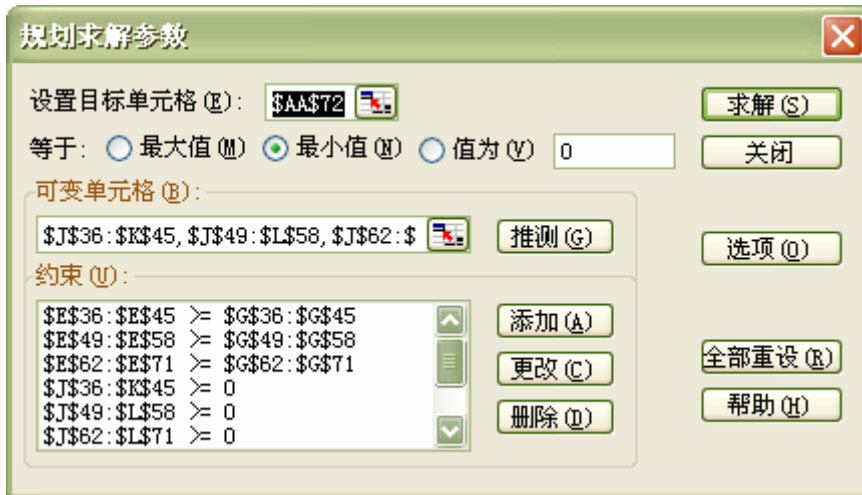 规划求解参数
设置目标单元格(E): $AA$72 求解(S)
等于: 最大值(M) 最小值(N) 值为(V) 0 关闭
可变单元格(B):
$J$36:$K$45,$J$49:$L$58,$J$62:$ 推测(G) 选项(O)
约束(U):
$E$36:$E$45 >= $G$36:$G$45 添加(A)
$E$49:$E$58 >= $G$49:$G$58
$E$62:$E$71 >= $G$62:$G$71 更改(C) 全部重设(R)
$J$36:$K$45 >= 0
$J$49:$L$58 >= 0 删除(D) 帮助(H)
$J$62:$L$71 >= 0